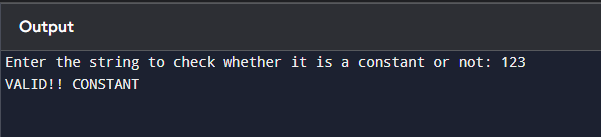 Output
Enter the string to check whether it is a constant or not: 123
VALID!! CONSTANT